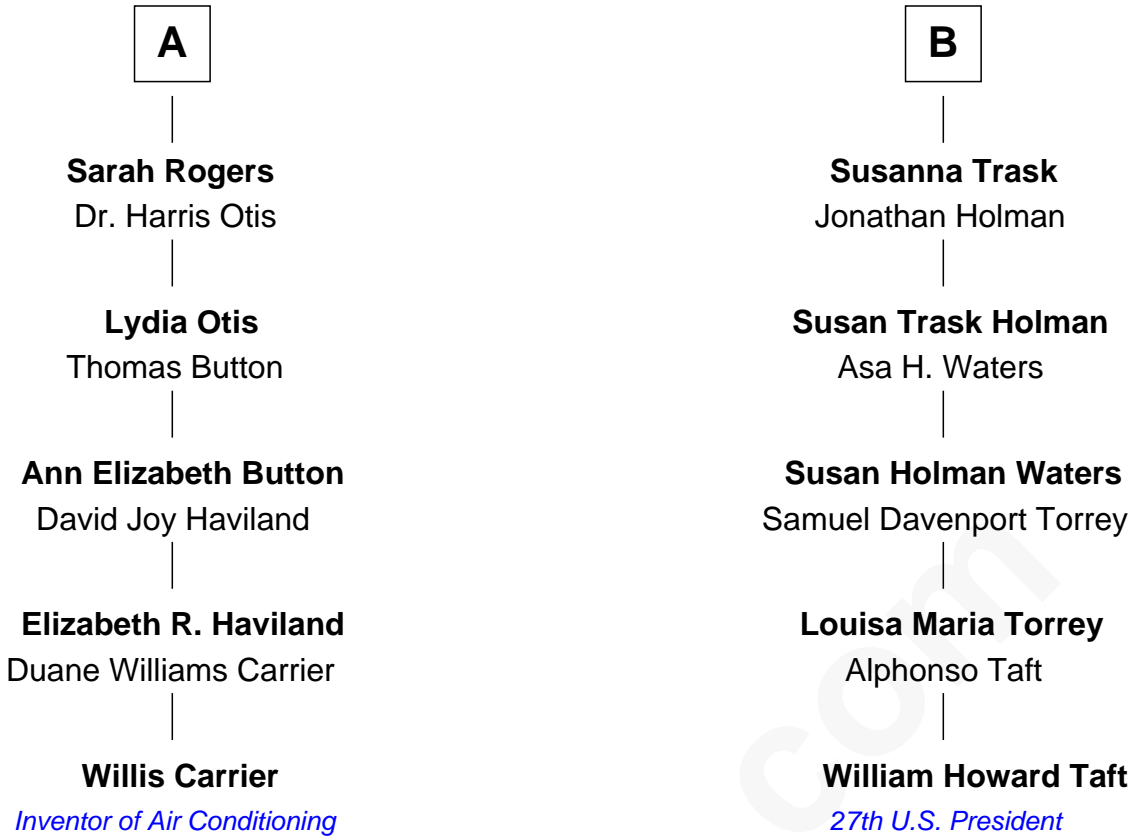 A
Sarah Rogers
Dr. Harris Otis
Lydia Otis
Thomas Button
Ann Elizabeth Button
David Joy Haviland
Elizabeth R. Haviland
Duane Williams Carrier
Willis Carrier
Inventor of Air Conditioning
B
Susanna Trask
Jonathan Holman
Susan Trask Holman
Asa H. Waters
Susan Holman Waters
Samuel Davenport Torrey
Louisa Maria Torrey
Alphonso Taft
William Howard Taft
27th U.S. President
com